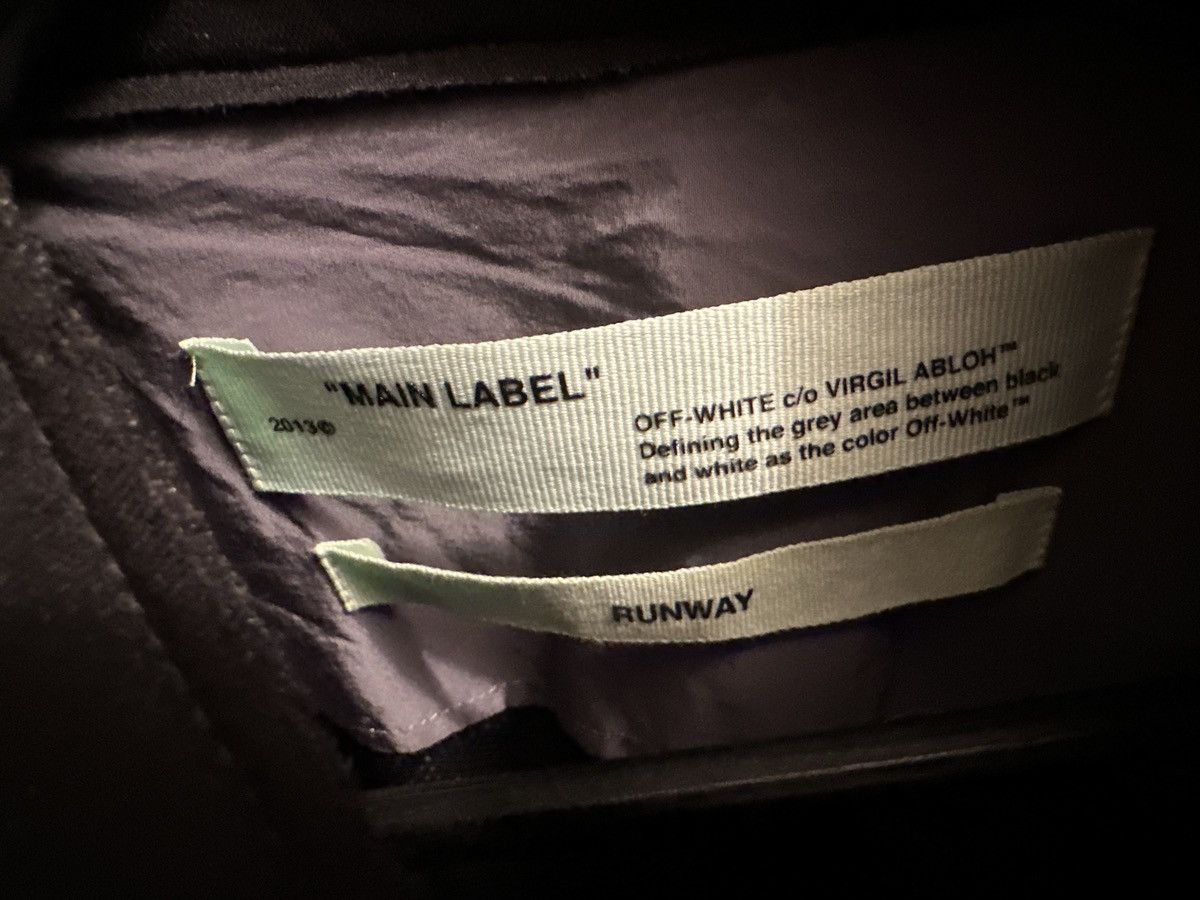 "MAIN LABEL"
2013©
OFF-WHITE c/o VIRGIL ABLOH™
Defining the grey area between black
and white as the color Off-White™
RUNWAY